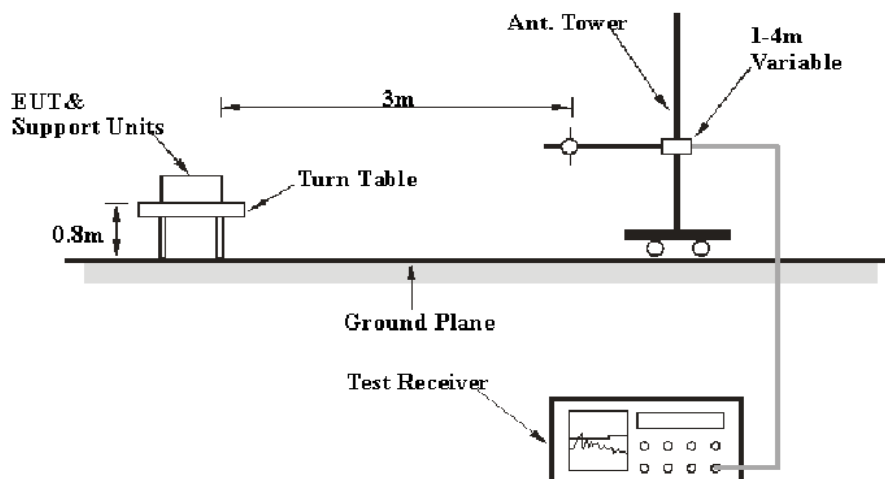 Ant. Tower
1-4m
Variable
3m
EUT &
Support Units
Turn Table
0.8m
Ground Plane
Test Receiver